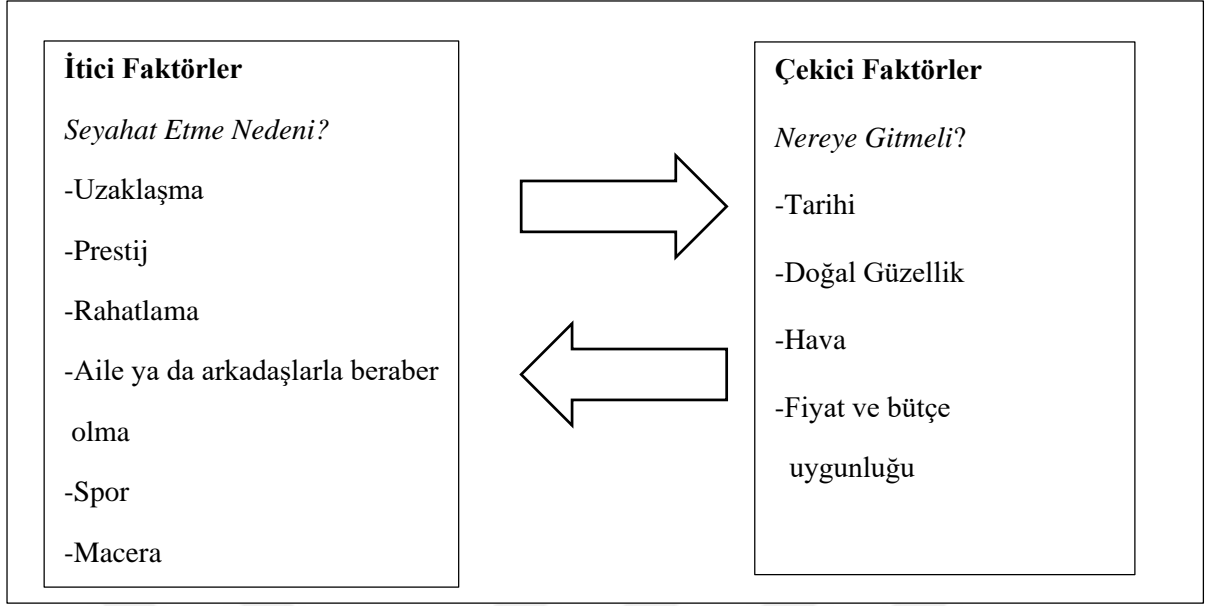 İtici Faktörler
Seyahat Etme Nedeni?
-Uzaklaşma
-Prestij
-Rahatlama
-Aile ya da arkadaşlarla beraber
olma
-Spor
-Macera
Çekici Faktörler
Nereye Gitmeli?
-Tarihi
-Doğal Güzellik
-Hava
-Fiyat ve bütçe
uygunluğu